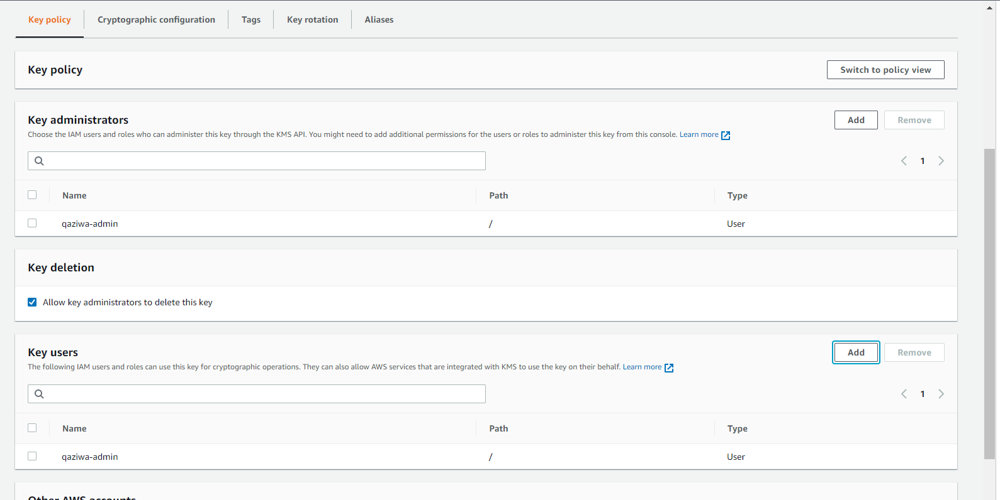 Key policy
Cryptographic configuration
Tags
Key rotation
Aliases
Key policy
Switch to policy view
Key administrators
Add
Remove
Choose the IAM users and roles who can administer this key through the KMS API. You might need to add additional permissions for the users or roles to administer this key from this console. Learn more
1
Name
Path
Type
qaziwa-admin
/
User
Key deletion
Allow key administrators to delete this key
Key users
Add
Remove
The following IAM users and roles can use this key for cryptographic operations. They can also allow AWS services that are integrated with KMS to use the key on their behalf. Learn more
1
Name
Path
Type
qaziwa-admin
/
User
Other AWS accounts